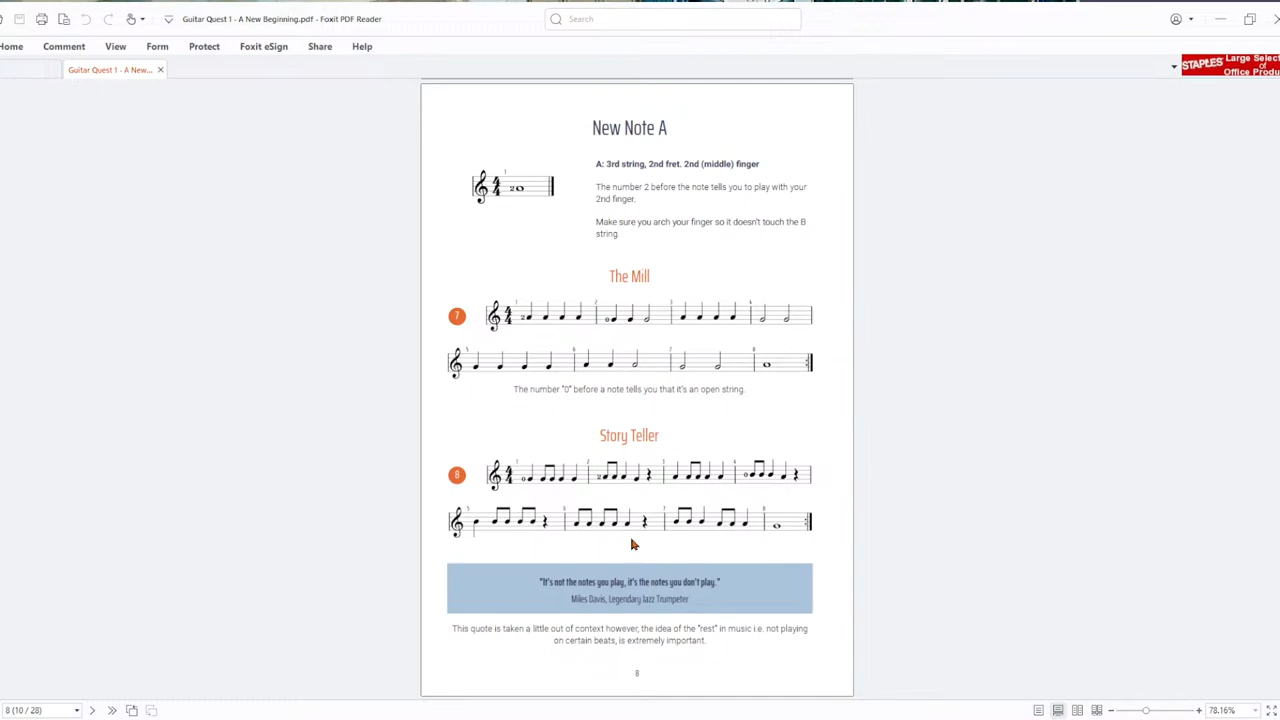 Guitar Quest 1 - A New Beginning.pdf - Foxit PDF Reader
Search
Home Comment View Form Protect Foxit eSign Share Help
Guitar Quest 1 - A New...
STAPLES Large Select
of
Office Produ
New Note A
A: 3rd string, 2nd fret. 2nd (middle) finger
The number 2 before the note tells you to play with your
2nd finger.
Make sure you arch your finger so it doesn't touch the B
string.
The Mill
7
The number "0" before a note tells you that it's an open string.
Story Teller
8
"It's not the notes you play, it's the notes you don't play."
Miles Davis, Legendary Jazz Trumpeter
This quote is taken a little out of context however, the idea of the "rest" in music i.e. not playing
on certain beats, is extremely important.
8
8 (10 / 28)
78.16%